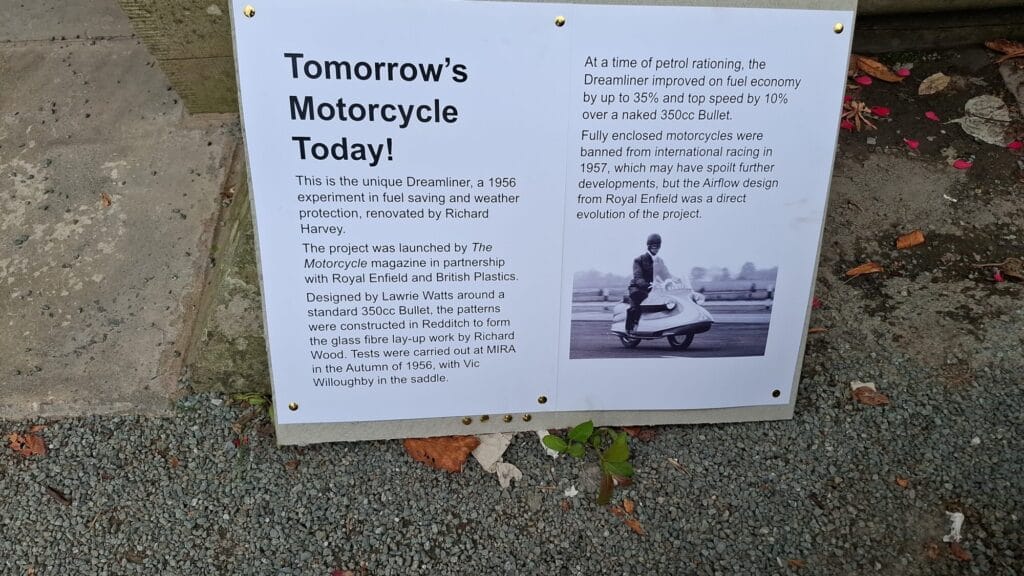 Tomorrow's
Motorcycle
Today!
This is the unique Dreamliner, a 1956
experiment in fuel saving and weather
protection, renovated by Richard
Harvey.
The project was launched by The
Motorcycle magazine in partnership
with Royal Enfield and British Plastics.
Designed by Lawrie Watts around a
standard 350cc Bullet, the patterns
were constructed in Redditch to form
the glass fibre lay-up work by Richard
Wood. Tests were carried out at MIRA
in the Autumn of 1956, with Vic
Willoughby in the saddle.
At a time of petrol rationing, the
Dreamliner improved on fuel economy
by up to 35% and top speed by 10%
over a naked 350cc Bullet.
Fully enclosed motorcycles were
banned from international racing in
1957, which may have spoilt further
developments, but the Airflow design
from Royal Enfield was a direct
evolution of the project.